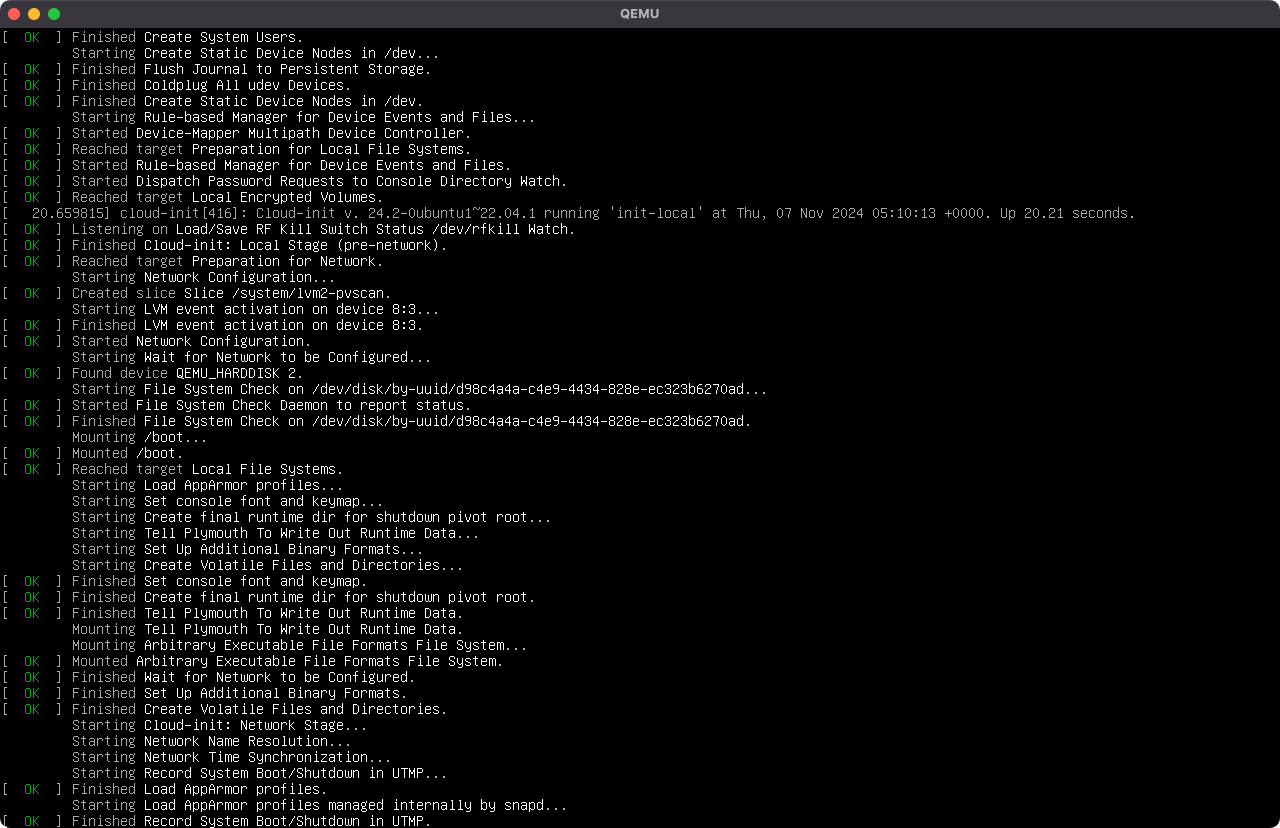 QEMU
[  OK  ] Finished Create System Users.
         Starting Create Static Device Nodes in /dev...
[  OK  ] Finished Flush Journal to Persistent Storage.
[  OK  ] Finished Coldplug All udev Devices.
[  OK  ] Finished Create Static Device Nodes in /dev.
         Starting Rule-based Manager for Device Events and Files...
[  OK  ] Started Device-Mapper Multipath Device Controller.
[  OK  ] Reached target Preparation for Local File Systems.
[  OK  ] Started Rule-based Manager for Device Events and Files.
[  OK  ] Started Dispatch Password Requests to Console Directory Watch.
[  OK  ] Reached target Local Encrypted Volumes.
[   20.659815] cloud-init[416]: Cloud-init v. 24.2-0ubuntu1~22.04.1 running 'init-local' at Thu, 07 Nov 2024 05:10:13 +0000. Up 20.21 seconds.
[  OK  ] Listening on Load/Save RF Kill Switch Status /dev/rfkill Watch.
[  OK  ] Finished Cloud-init: Local Stage (pre-network).
[  OK  ] Reached target Preparation for Network.
         Starting Network Configuration...
[  OK  ] Created slice Slice /system/lvm2-pvscan.
         Starting LVM event activation on device 8:3...
[  OK  ] Finished LVM event activation on device 8:3.
[  OK  ] Started Network Configuration.
         Starting Wait for Network to be Configured...
[  OK  ] Found device QEMU_HARDDISK 2.
         Starting File System Check on /dev/disk/by-uuid/d98c4a4a-c4e9-4434-828e-ec323b6270ad...
[  OK  ] Started File System Check Daemon to report status.
[  OK  ] Finished File System Check on /dev/disk/by-uuid/d98c4a4a-c4e9-4434-828e-ec323b6270ad.
         Mounting /boot...
[  OK  ] Mounted /boot.
[  OK  ] Reached target Local File Systems.
         Starting Load AppArmor profiles...
         Starting Set console font and keymap...
         Starting Create final runtime dir for shutdown pivot root...
         Starting Tell Plymouth To Write Out Runtime Data...
         Starting Set Up Additional Binary Formats...
         Starting Create Volatile Files and Directories...
[  OK  ] Finished Set console font and keymap.
[  OK  ] Finished Create final runtime dir for shutdown pivot root.
[  OK  ] Finished Tell Plymouth To Write Out Runtime Data.
         Mounting Tell Plymouth To Write Out Runtime Data.
         Mounting Arbitrary Executable File Formats File System...
[  OK  ] Mounted Arbitrary Executable File Formats File System.
[  OK  ] Finished Wait for Network to be Configured.
[  OK  ] Finished Set Up Additional Binary Formats.
[  OK  ] Finished Create Volatile Files and Directories.
         Starting Cloud-init: Network Stage...
         Starting Network Name Resolution...
         Starting Network Time Synchronization...
         Starting Record System Boot/Shutdown in UTMP...
[  OK  ] Finished Load AppArmor profiles.
         Starting Load AppArmor profiles managed internally by snapd...
[  OK  ] Finished Record System Boot/Shutdown in UTMP.